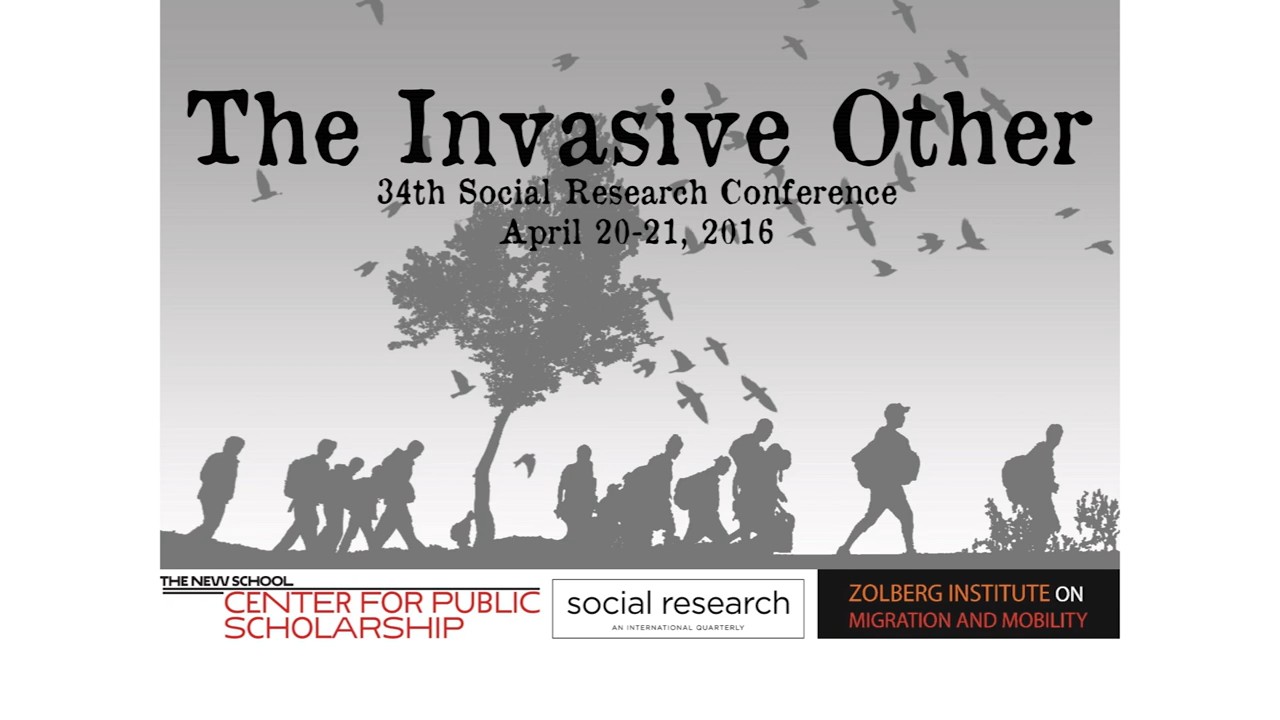 The Invasive Other
34th Social Research Conference
April 20-21, 2016
THE NEW SCHOOL
CENTER FOR PUBLIC
SCHOLARSHIP
social research
AN INTERNATIONAL QUARTERLY
ZOLBERG INSTITUTE ON
MIGRATION AND MOBILITY